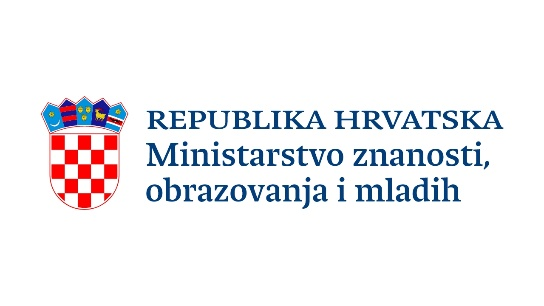 REPUBLIKA HRVATSKA
Ministarstvo znanosti,
obrazovanja i mladih